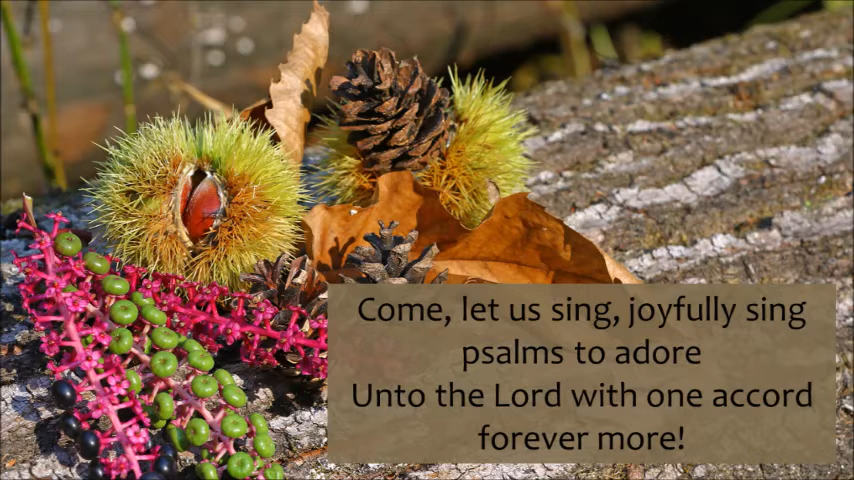 Come, let us sing, joyfully sing
psalms to adore
Unto the Lord with one accord
forever more!